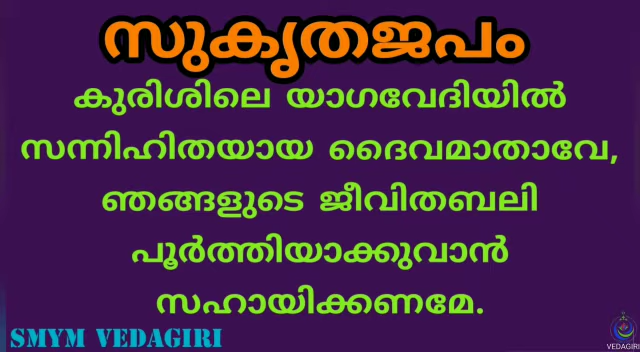 സുകൃതജപം
കുരിശിലെ യാഗവേദിയിൽ
സന്നിഹിതയായ ദൈവമാതാവേ,
ഞങ്ങളുടെ ജീവിതബലി
പൂർത്തിയാക്കുവാൻ
സഹായിക്കണമേ.
SMYM VEDAGIRI
VEDAGIRI